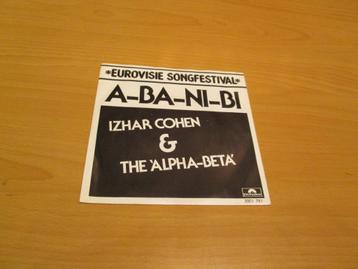 *EUROVISIE SONGFESTIVAL*
A-BA-NI-BI
IZHAR COHEN
&
THE 'ALPHA-BETA'